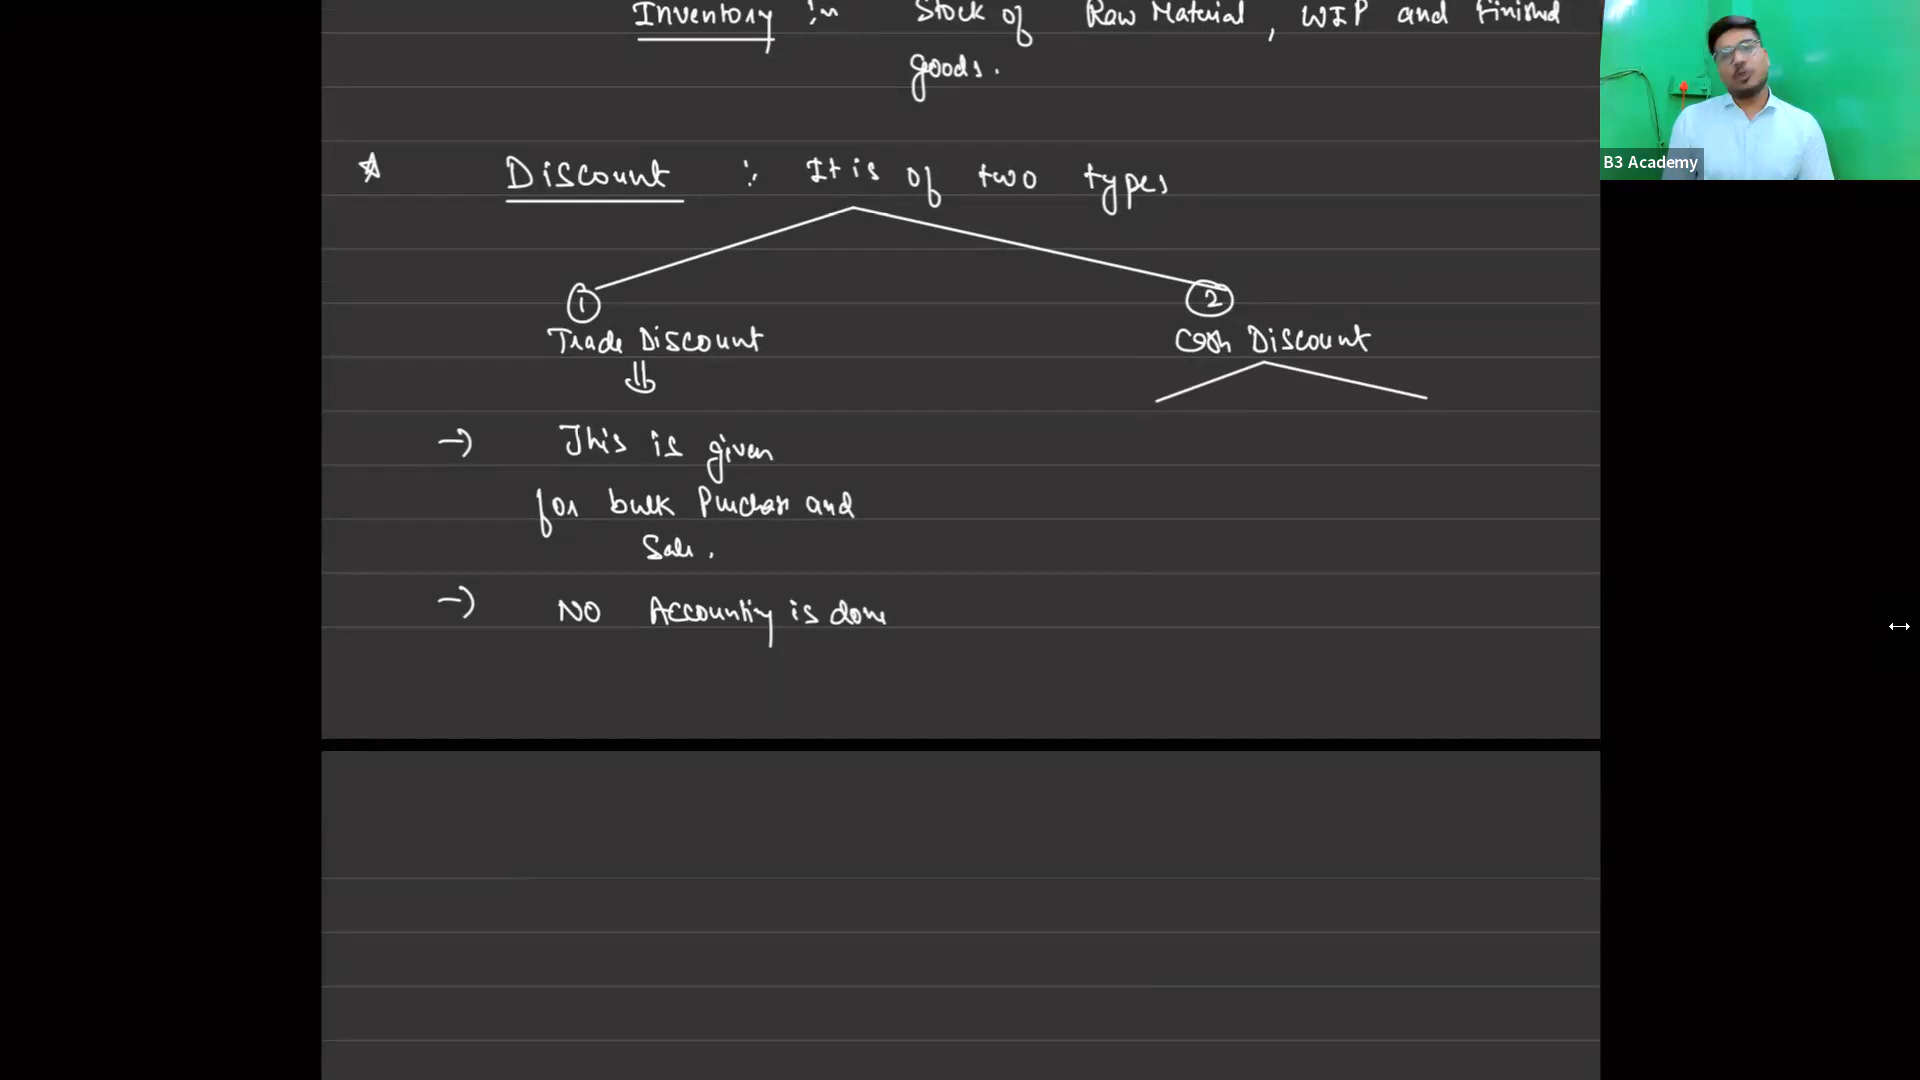 Inventory :- Stock of Raw Material, WIP and Finished
goods.
B3 Academy
☆ Discount : It is of two types
① ②
Trade Discount Cash Discount
⇓
→ This is given
for bulk Purchase and
Sale.
→ NO Accounting is done